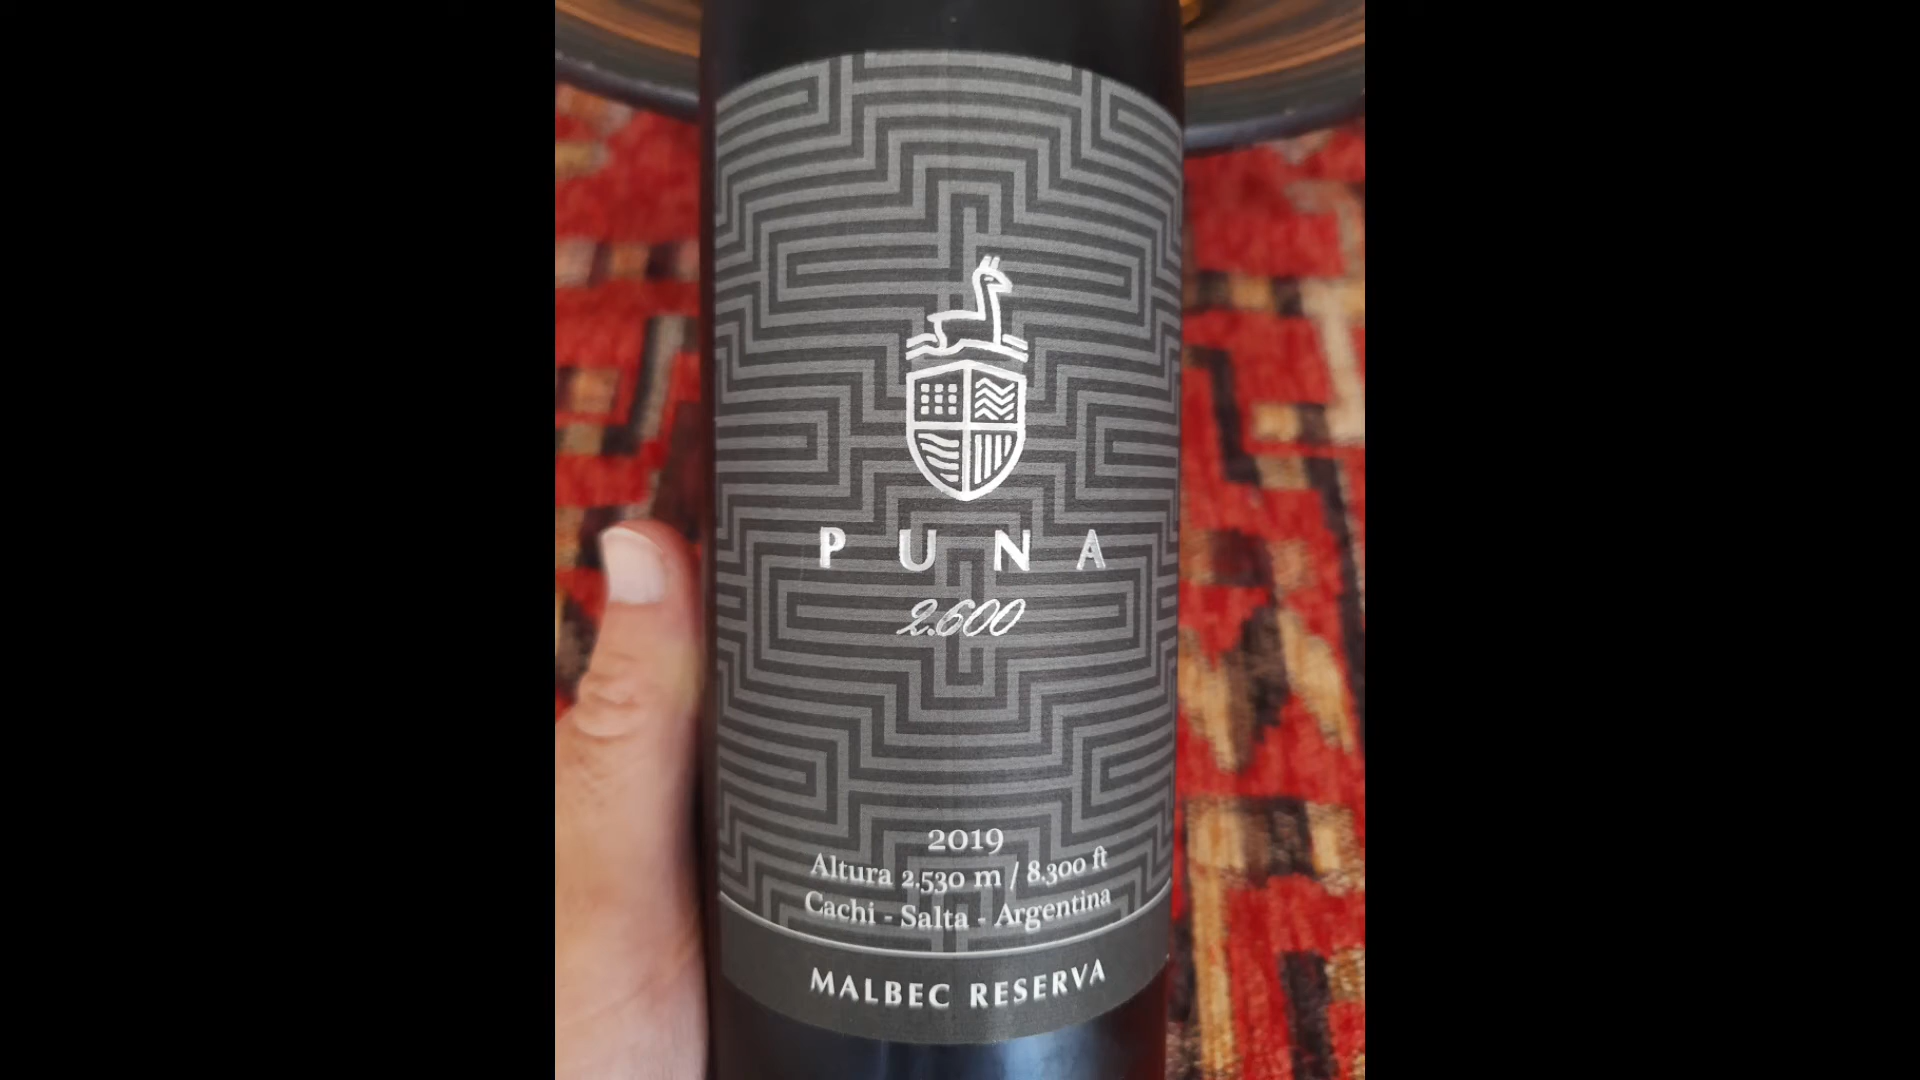 PUNA
2.600
2019
Altura 2.530 m / 8.300 ft
Cachi - Salta - Argentina
MALBEC RESERVA